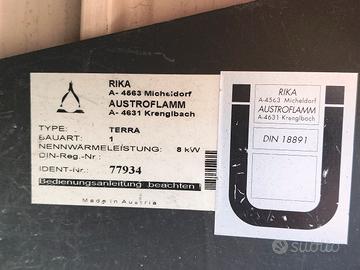 RIKA
A- 4563 Micheldorf
AUSTROFLAMM
A- 4631 Krenglbach
TYPE: TERRA
BAUART: 1
NENNWÄRMELEISTUNG: 8 kW
DIN-Reg.-Nr:
IDENT-Nr.: 77934
Bedienungsanleitung beachten
Made in Austria
RIKA
A-4563 Micheldorf
AUSTROFLAMM
A-4631 Krenglbach
DIN 18891
subito